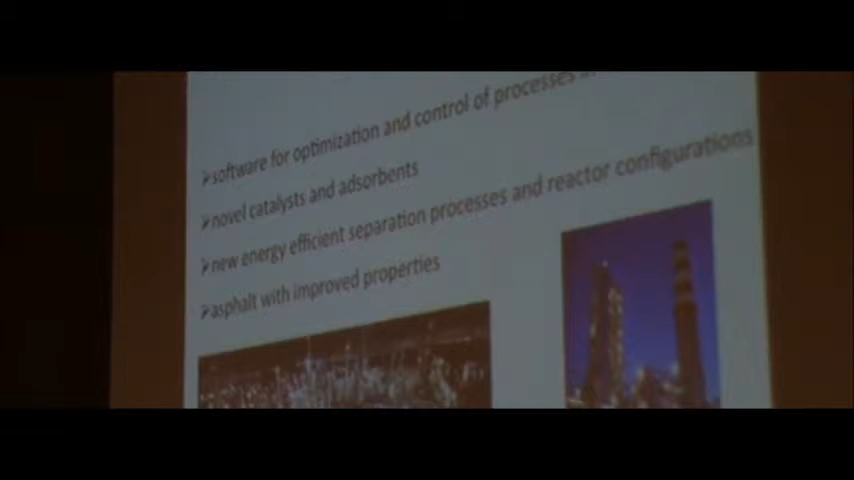 ➢software for optimization and control of processes
➢novel catalysts and adsorbents
➢new energy efficient separation processes and reactor configurations
➢asphalt with improved properties